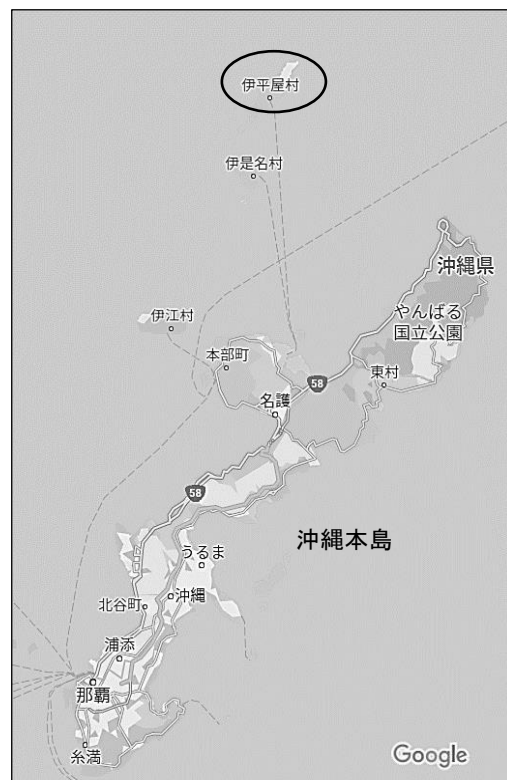 伊平屋村
伊是名村
沖縄県
伊江村
やんばる
国立公園
本部町
58
東村
名護
58
沖縄本島
うるま
北谷町
沖縄
浦添
那覇
糸満
Google